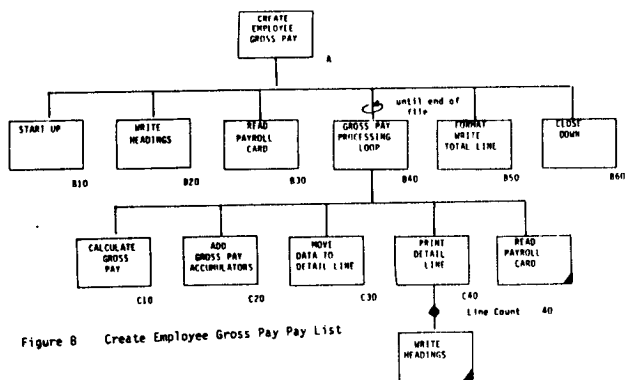 CREATE
EMPLOYEE
GROSS PAY
A
until end of
file
START UP
WRITE
HEADINGS
READ
PAYROLL
CARD
GROSS PAY
PROCESSING
LOOP
FORMAT
WRITE
TOTAL LINE
CLOSE
DOWN
B10
B20
B30
B40
B50
B60
CALCULATE
GROSS
PAY
ADD
GROSS PAY
ACCUMULATORS
MOVE
DATA TO
DETAIL LINE
PRINT
DETAIL
LINE
READ
PAYROLL
CARD
C10
C20
C30
C40
Line Count 40
WRITE
HEADINGS
Figure 8 Create Employee Gross Pay Pay List